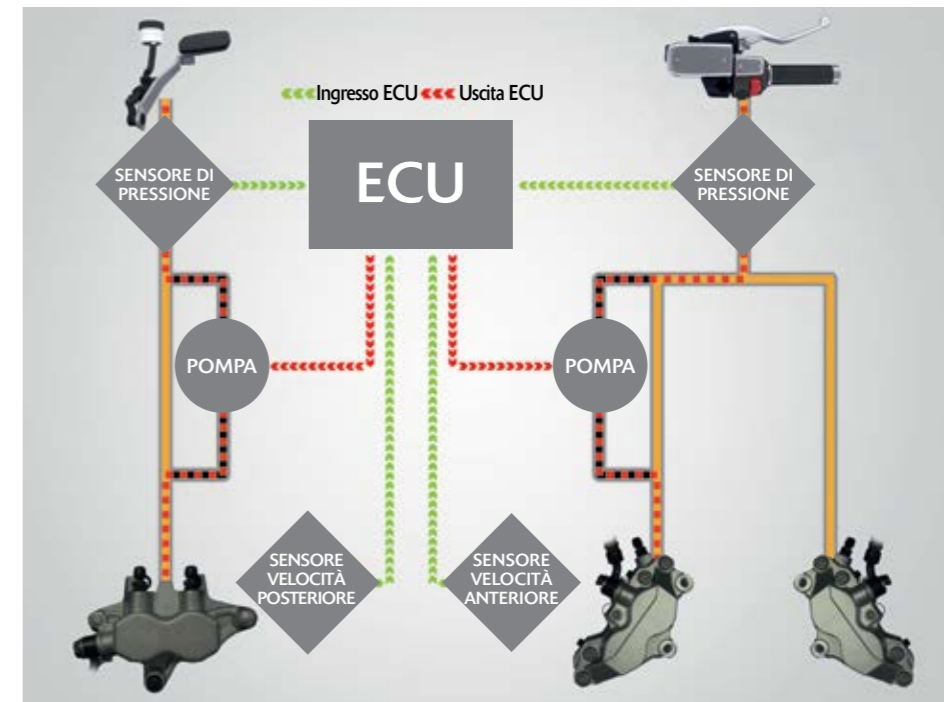 Ingresso ECU Uscita ECU
SENSORE DI
PRESSIONE
ECU
SENSORE DI
PRESSIONE
POMPA
POMPA
SENSORE
VELOCITÀ
POSTERIORE
SENSORE
VELOCITÀ
ANTERIORE